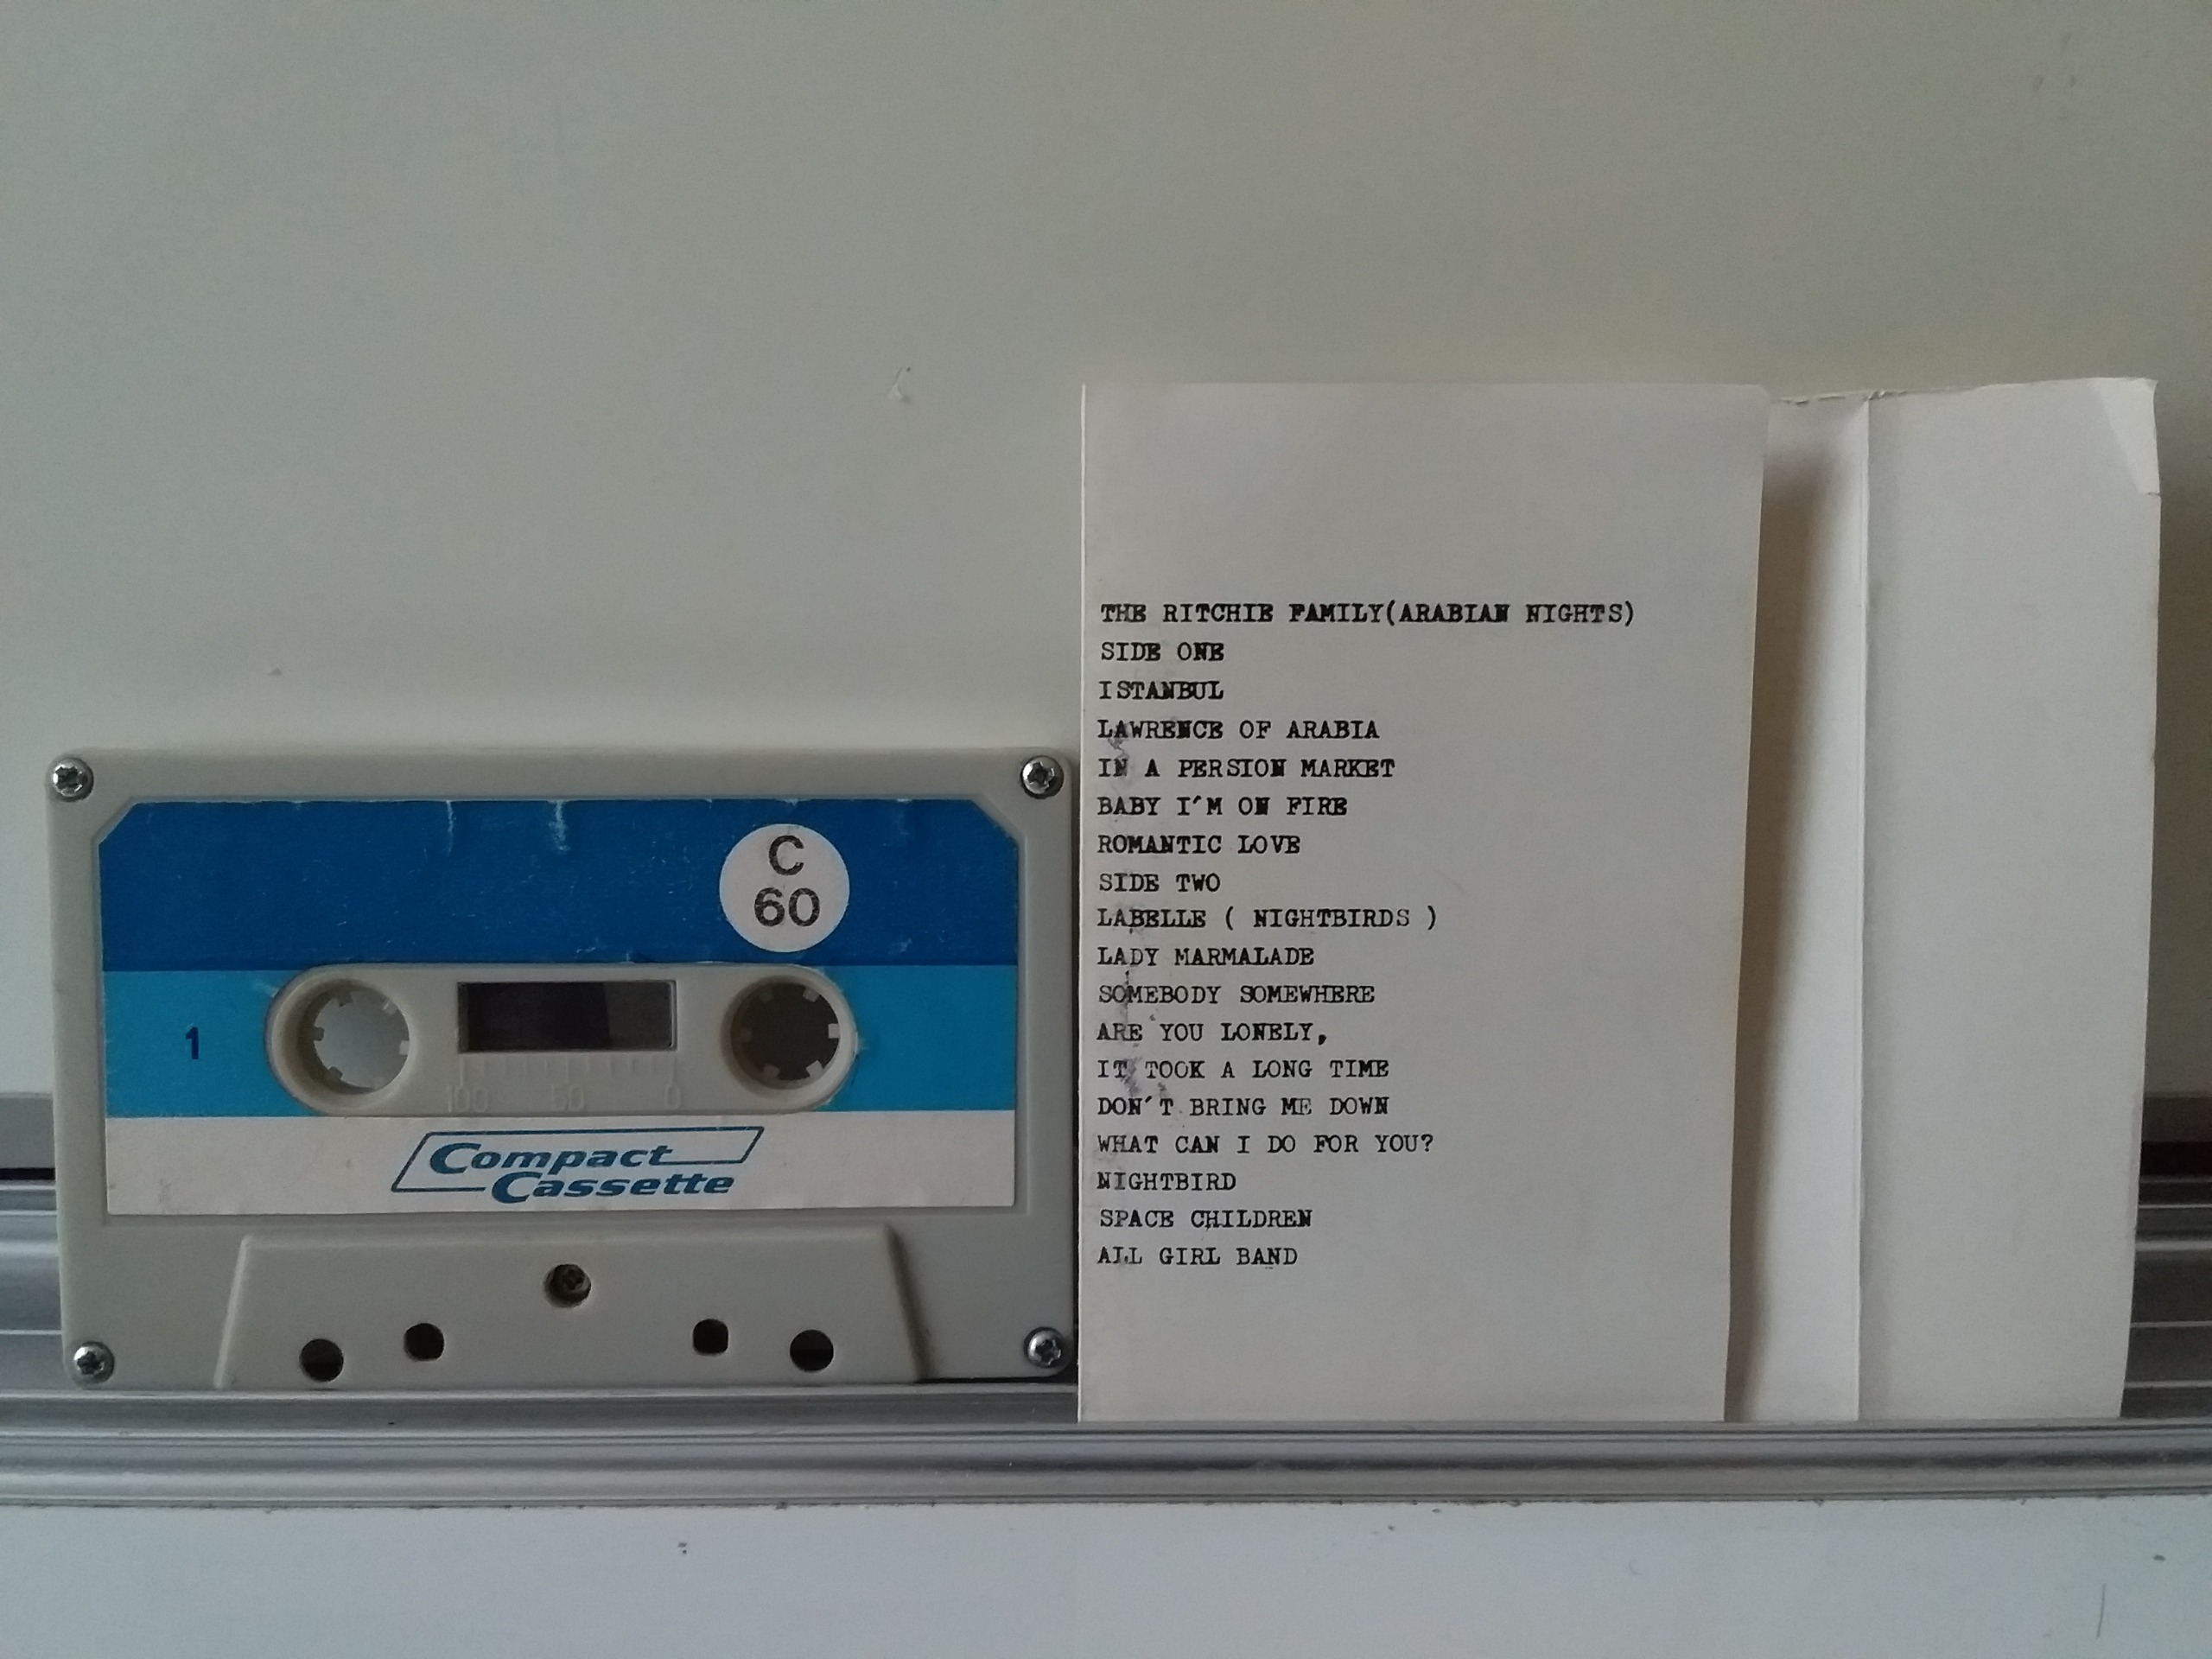 C
60
1
100 50 0
Compact
Cassette
THE RITCHIE FAMILY(ARABIAN NIGHTS)
SIDE ONE
ISTANBUL
LAWRENCE OF ARABIA
IN A PERSION MARKET
BABY I'M ON FIRE
ROMANTIC LOVE
SIDE TWO
LABELLE ( NIGHTBIRDS )
LADY MARMALADE
SOMEBODY SOMEWHERE
ARE YOU LONELY,
IT TOOK A LONG TIME
DON'T BRING ME DOWN
WHAT CAN I DO FOR YOU?
NIGHTBIRD
SPACE CHILDREN
ALL GIRL BAND